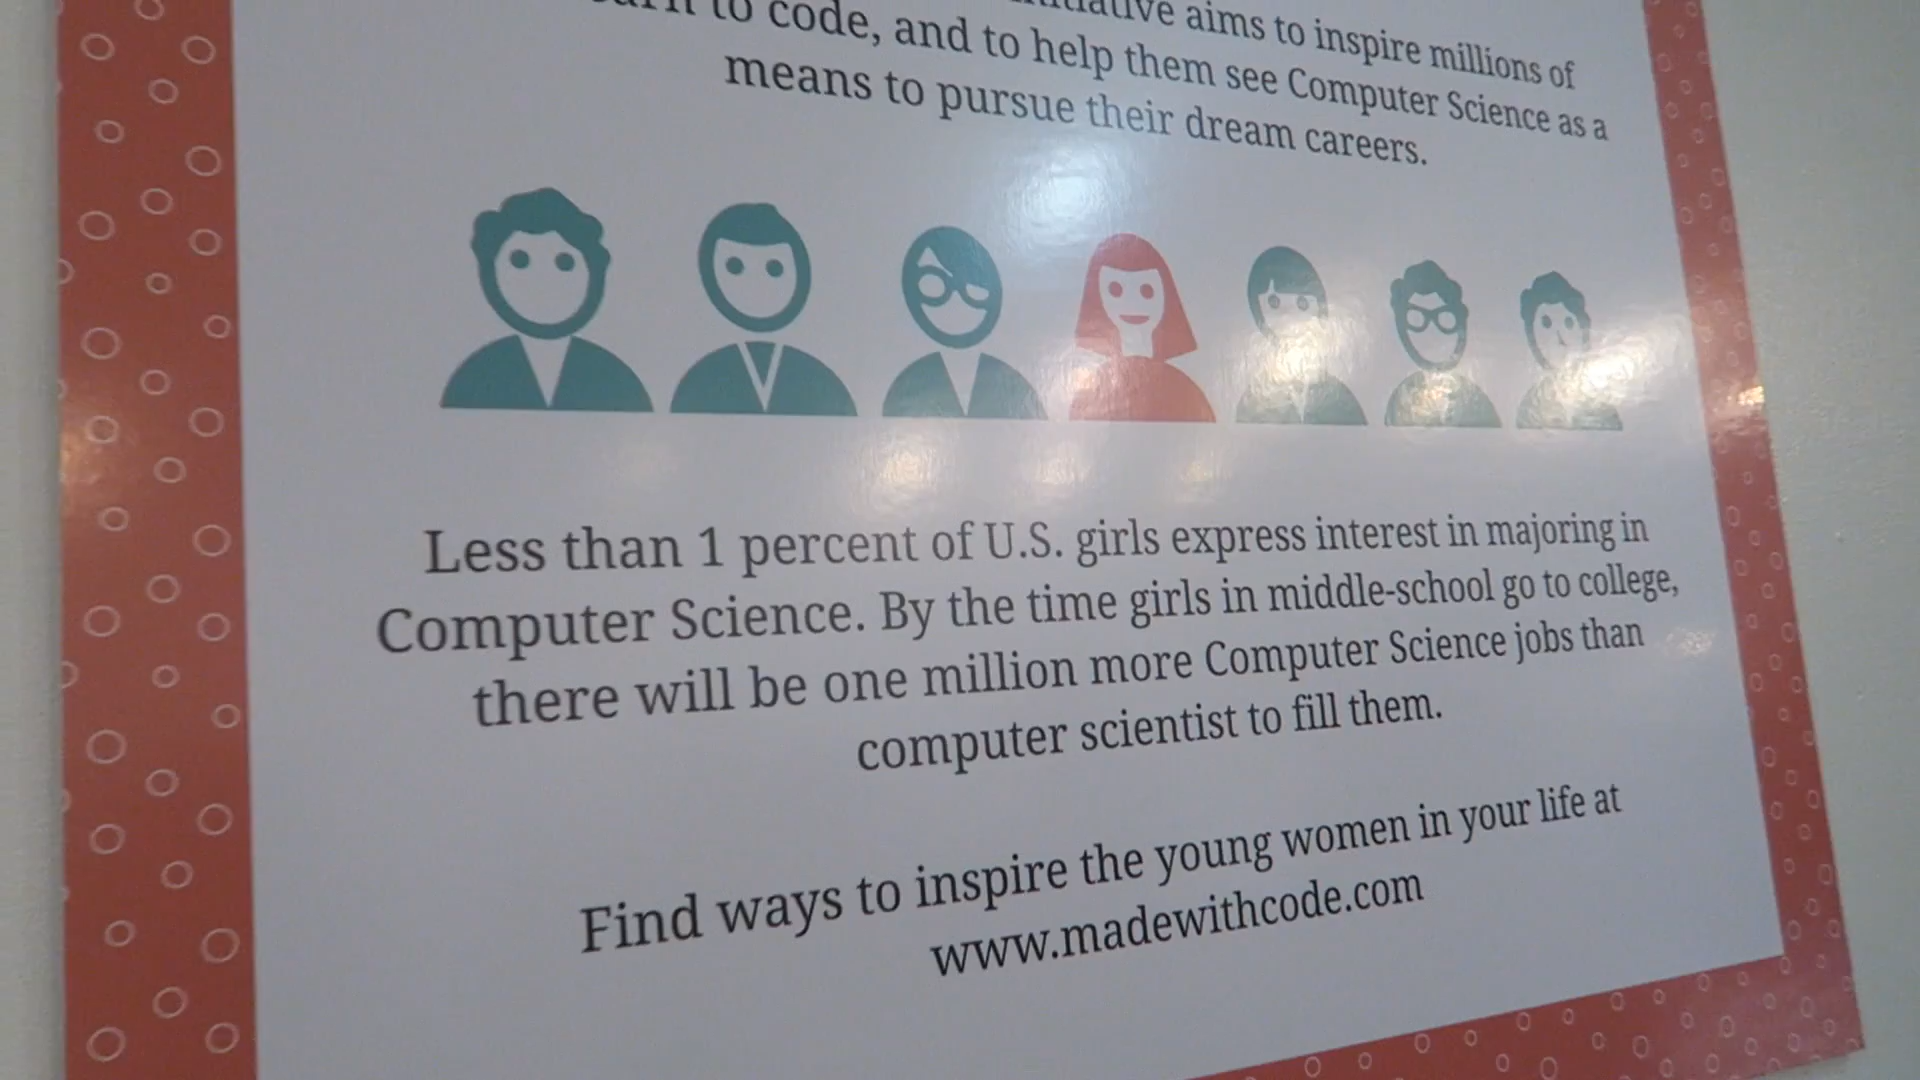 to code, and to help them see Computer Science as a
aims to inspire millions of
means to pursue their dream careers.
Less than 1 percent of U.S. girls express interest in majoring in
Computer Science. By the time girls in middle-school go to college,
there will be one million more Computer Science jobs than
computer scientist to fill them.
Find ways to inspire the young women in your life at
www.madewithcode.com